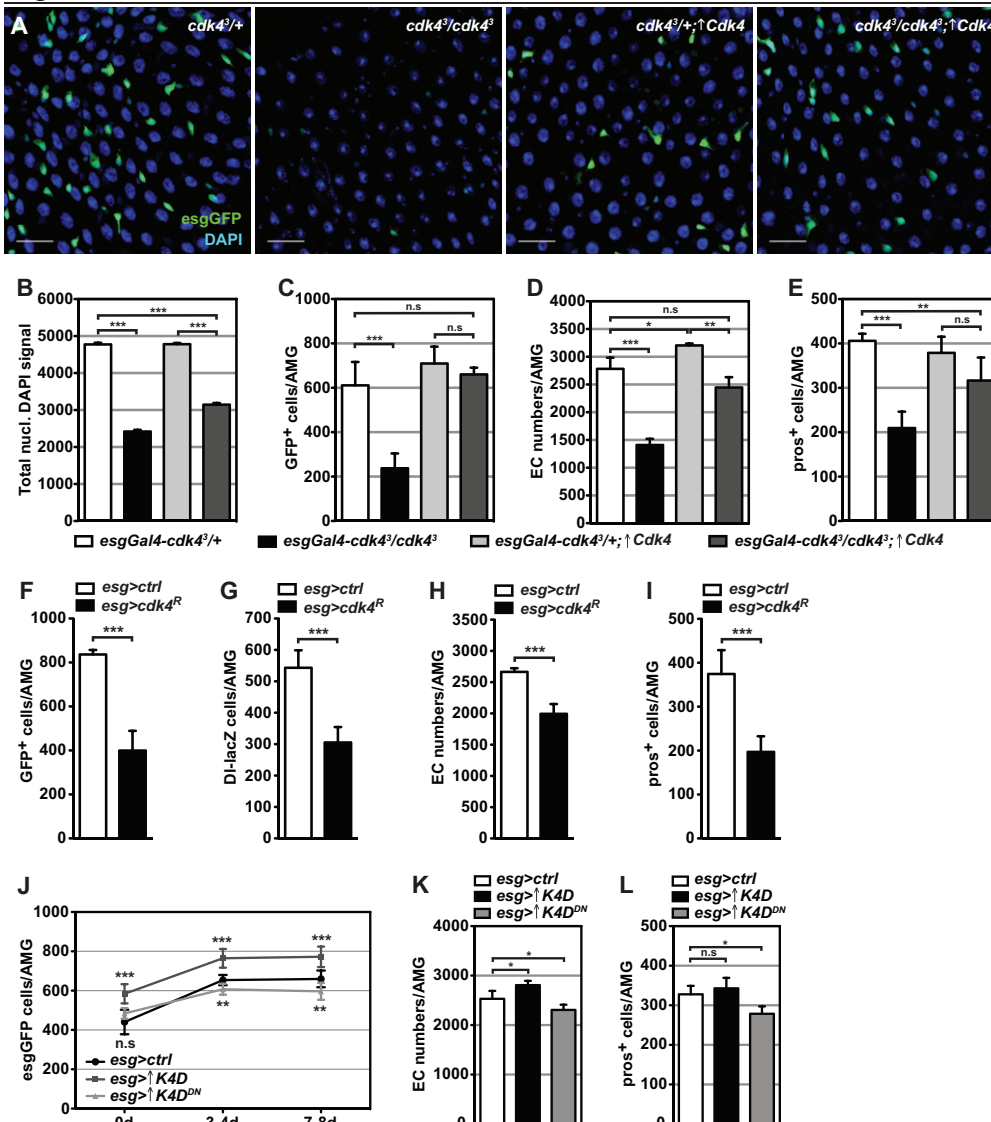 A
cdk4³/+
cdk4³/cdk4³
cdk4³/+;↑Cdk4
cdk4³/cdk4³;↑Cdk4
esgGFP
DAPI
B
Total nucl. DAPI signal
6000
5000
4000
3000
2000
1000
0
***
***
***
C
GFP⁺ cells/AMG
1000
800
600
400
200
0
n.s
***
n.s
D
EC numbers/AMG
4000
3500
3000
2500
2000
1500
1000
500
0
n.s
*
**
***
E
pros⁺ cells/AMG
500
400
300
200
100
0
**
***
n.s
esgGal4-cdk4³/+
esgGal4-cdk4³/cdk4³
esgGal4-cdk4³/+;↑Cdk4
esgGal4-cdk4³/cdk4³;↑Cdk4
F
esg>ctrl
esg>cdk4ᴿ
GFP⁺ cells/AMG
1000
800
600
400
200
0
***
G
esg>ctrl
esg>cdk4ᴿ
Dl-lacZ cells/AMG
700
600
500
400
300
200
100
0
***
H
esg>ctrl
esg>cdk4ᴿ
EC numbers/AMG
3500
3000
2500
2000
1500
1000
500
0
***
I
esg>ctrl
esg>cdk4ᴿ
pros⁺ cells/AMG
500
400
300
200
100
0
***
J
esgGFP cells/AMG
1000
800
600
400
200
0
***
***
***
n.s
**
**
esg>ctrl
esg>↑K4D
esg>↑K4Dᴰᴺ
0d
7-8d
K
esg>ctrl
esg>↑K4D
esg>↑K4Dᴰᴺ
EC numbers/AMG
4000
3000
2000
1000
0
*
*
L
esg>ctrl
esg>↑K4D
esg>↑K4Dᴰᴺ
pros⁺ cells/AMG
500
400
300
200
100
0
*
n.s